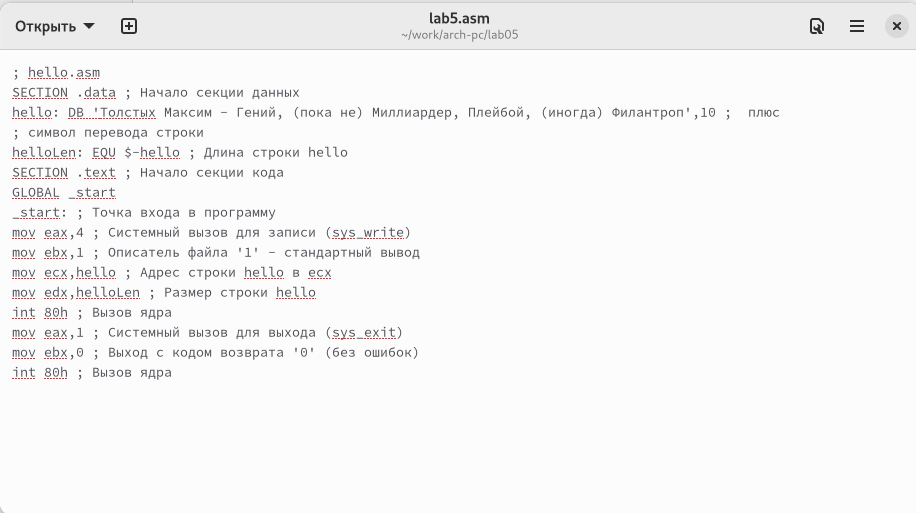 Открыть
lab5.asm
~/work/arch-pc/lab05
; hello.asm
SECTION .data ; Начало секции данных
hello: DB 'Толстых Максим - Гений, (пока не) Миллиардер, Плейбой, (иногда) Филантроп',10 ;  плюс
; символ перевода строки
helloLen: EQU $-hello ; Длина строки hello
SECTION .text ; Начало секции кода
GLOBAL _start
_start: ; Точка входа в программу
mov eax,4 ; Системный вызов для записи (sys_write)
mov ebx,1 ; Описатель файла '1' - стандартный вывод
mov ecx,hello ; Адрес строки hello в ecx
mov edx,helloLen ; Размер строки hello
int 80h ; Вызов ядра
mov eax,1 ; Системный вызов для выхода (sys_exit)
mov ebx,0 ; Выход с кодом возврата '0' (без ошибок)
int 80h ; Вызов ядра